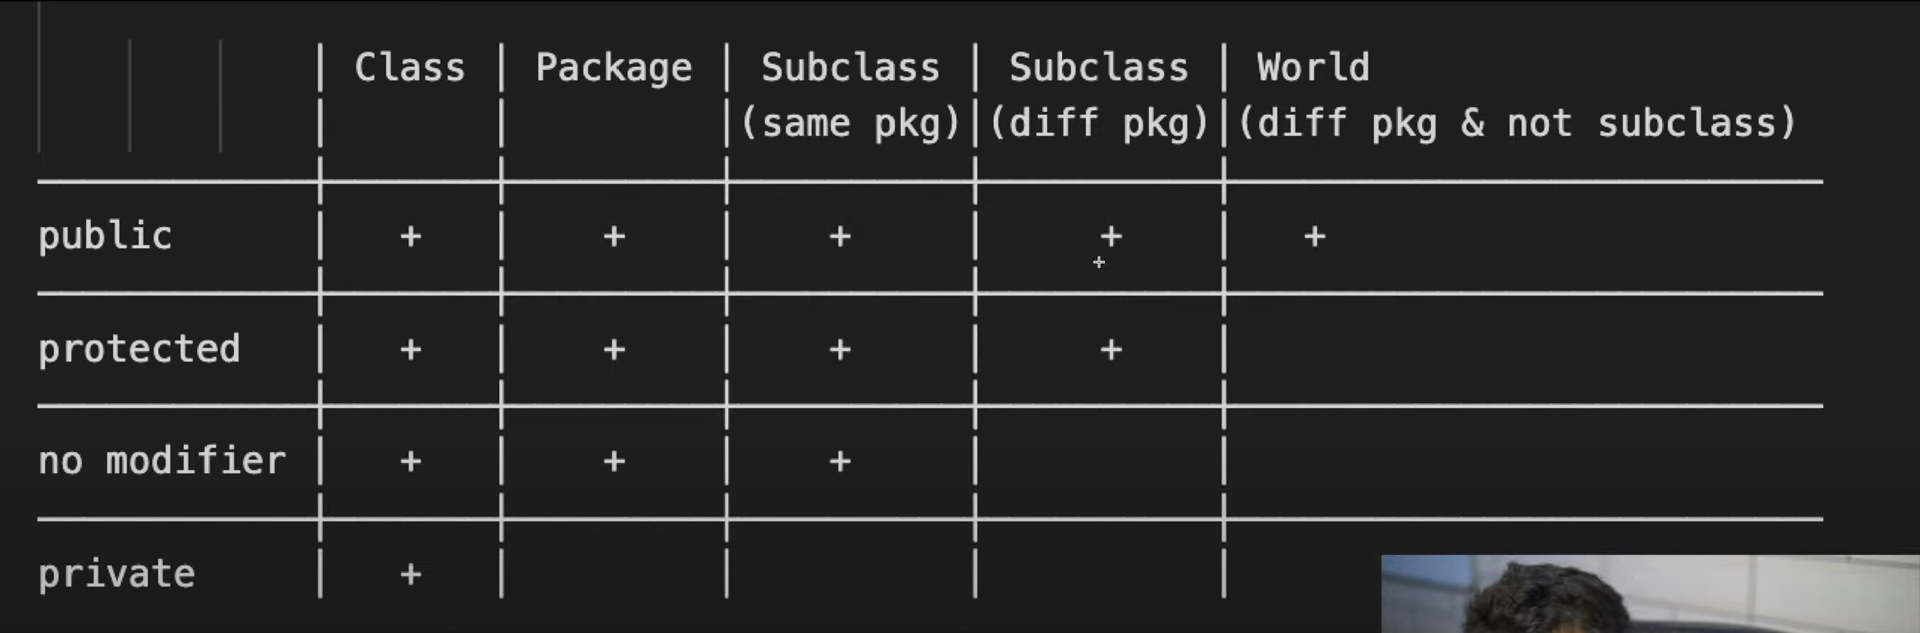 | Class | Package | Subclass | Subclass | World
| | |(same pkg)|(diff pkg)|(diff pkg & not subclass)
public | + | + | + | + | +
protected | + | + | + | + |
no modifier | + | + | + | |
private | + | | | |